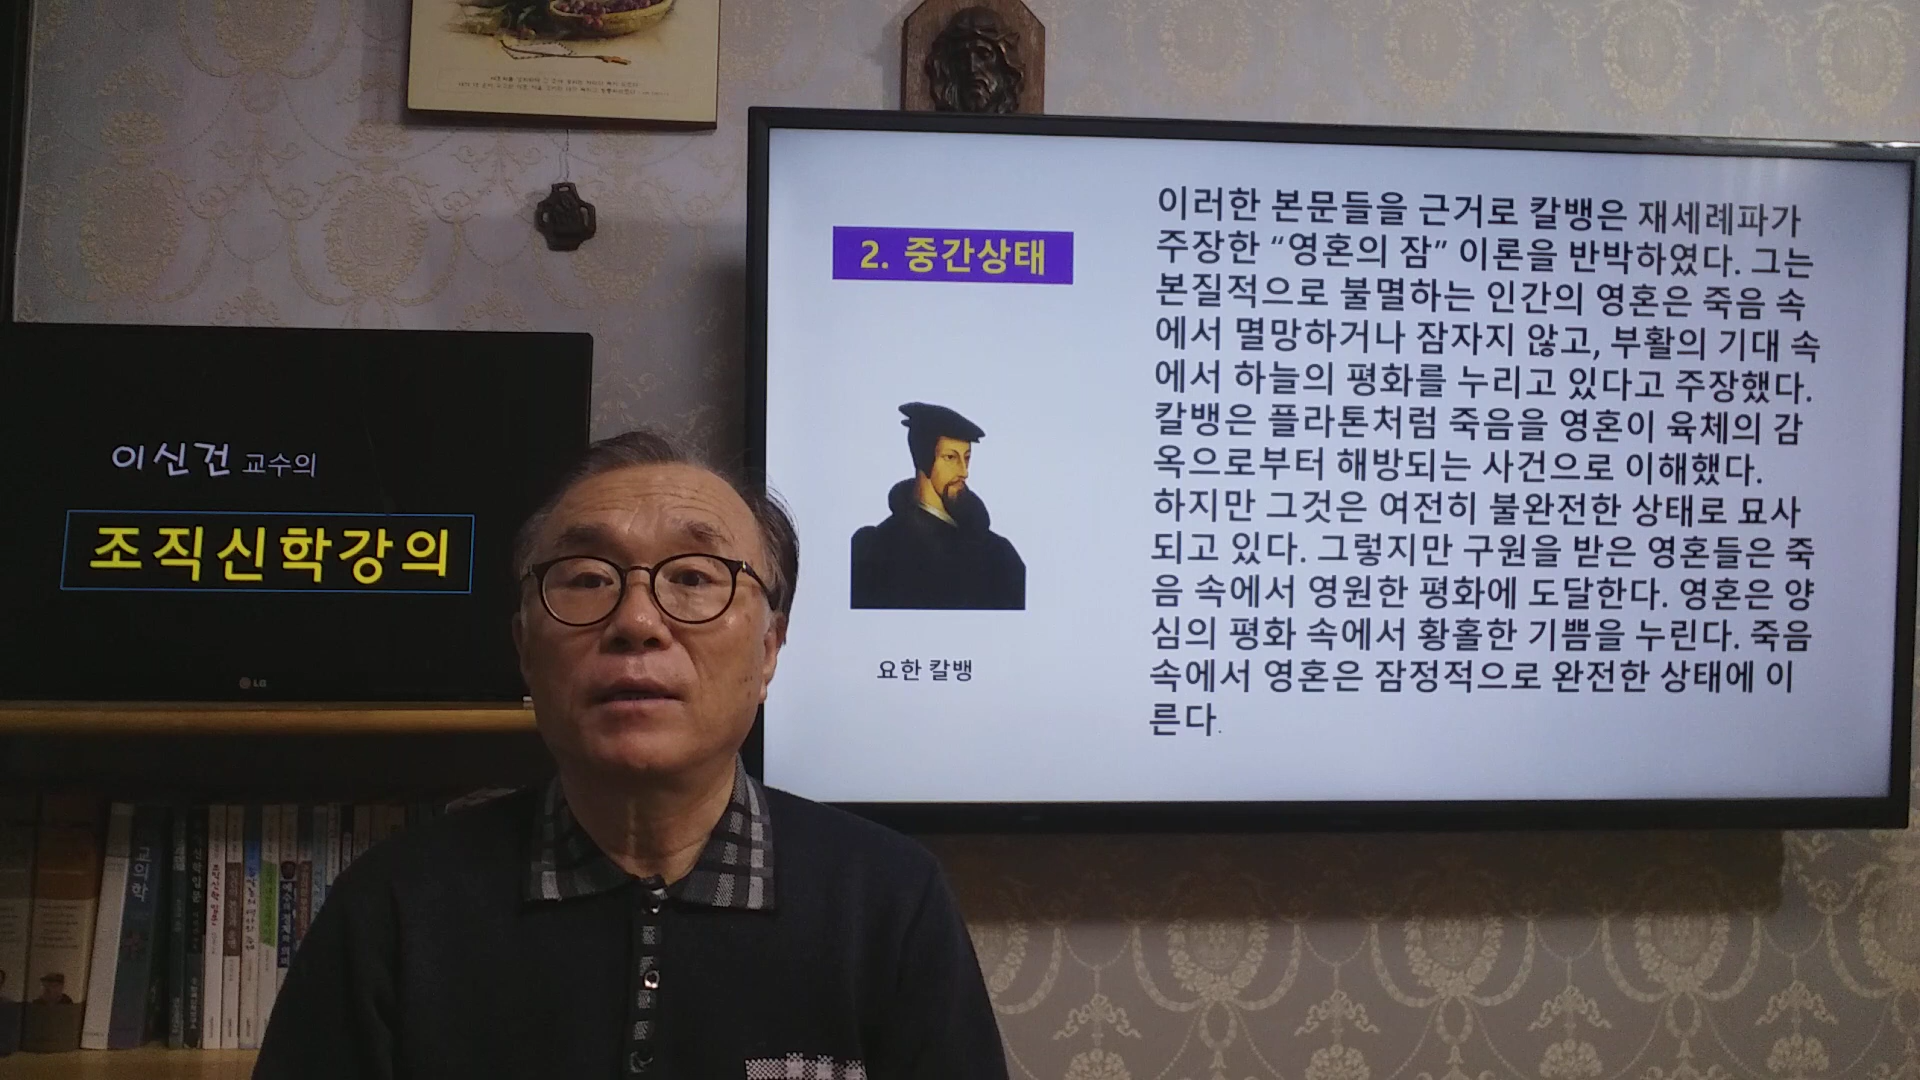 이신건 교수의
조직신학강의
LG
2. 중간상태
요한 칼뱅
이러한 본문들을 근거로 칼뱅은 재세례파가
주장한 “영혼의 잠” 이론을 반박하였다. 그는
본질적으로 불멸하는 인간의 영혼은 죽음 속
에서 멸망하거나 잠자지 않고, 부활의 기대 속
에서 하늘의 평화를 누리고 있다고 주장했다.
칼뱅은 플라톤처럼 죽음을 영혼이 육체의 감
옥으로부터 해방되는 사건으로 이해했다.
하지만 그것은 여전히 불완전한 상태로 묘사
되고 있다. 그렇지만 구원을 받은 영혼들은 죽
음 속에서 영원한 평화에 도달한다. 영혼은 양
심의 평화 속에서 황홀한 기쁨을 누린다. 죽음
속에서 영혼은 잠정적으로 완전한 상태에 이
른다.
교의학